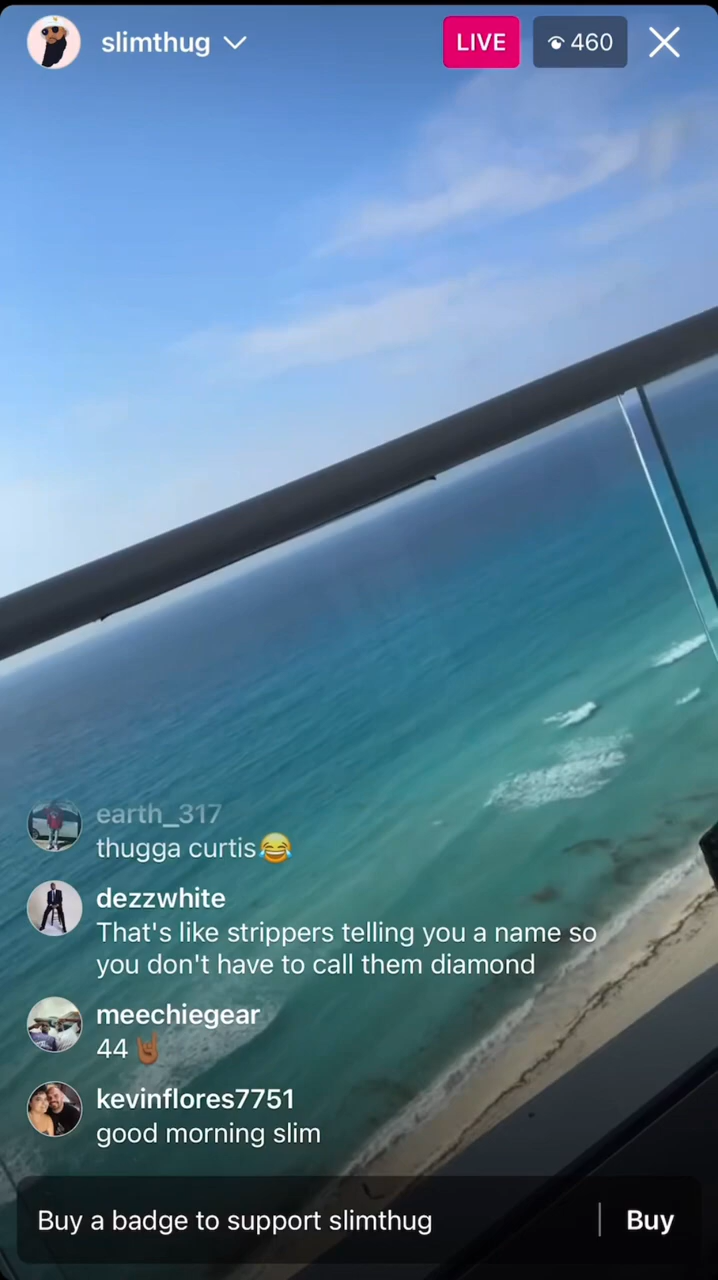 slimthug
LIVE
460
earth_317
thugga curtis😂
dezzwhite
That's like strippers telling you a name so
you don't have to call them diamond
meechiegear
44 🤘🏾
kevinflores7751
good morning slim
Buy a badge to support slimthug
Buy